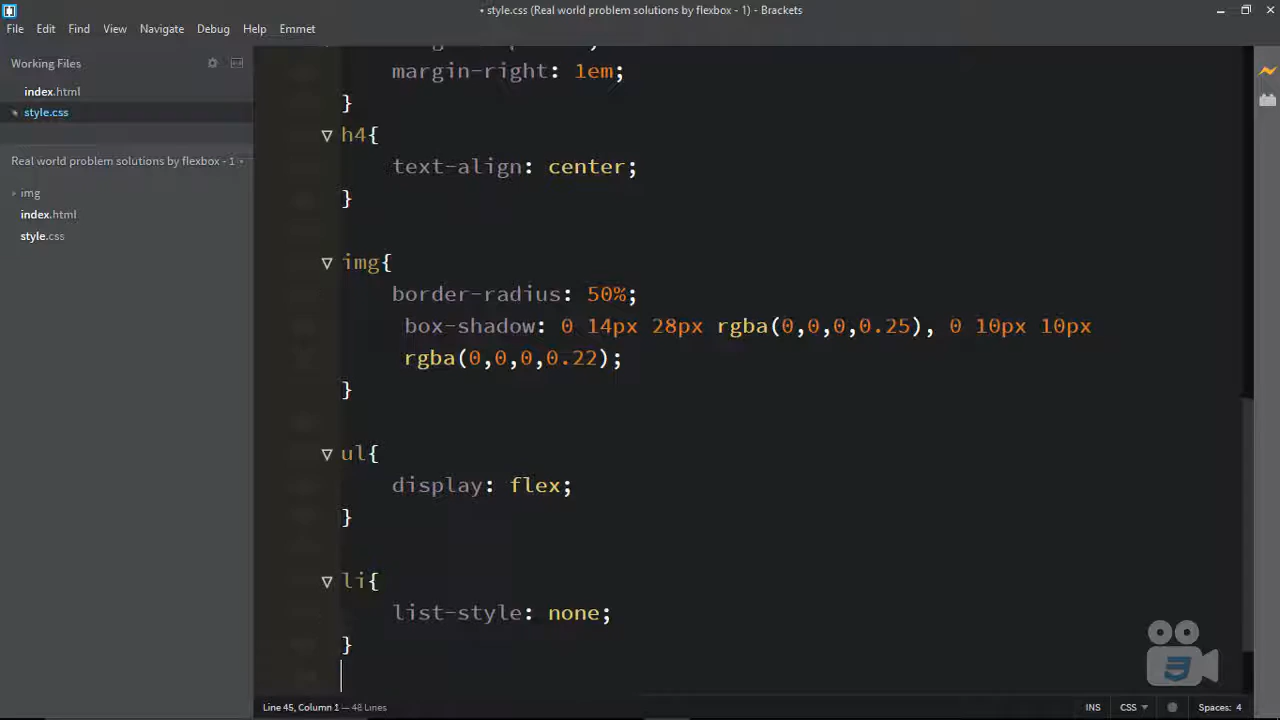 • style.css (Real world problem solutions by flexbox - 1) - Brackets
File Edit Find View Navigate Debug Help Emmet
Working Files
index.html
style.css
Real world problem solutions by flexbox - 1
img
index.html
style.css
margin-right: 1em;
}
h4{
text-align: center;
}
img{
border-radius: 50%;
box-shadow: 0 14px 28px rgba(0,0,0,0.25), 0 10px 10px
rgba(0,0,0,0.22);
}
ul{
display: flex;
}
li{
list-style: none;
}
Line 45, Column 1 — 48 Lines
INS CSS Spaces: 4